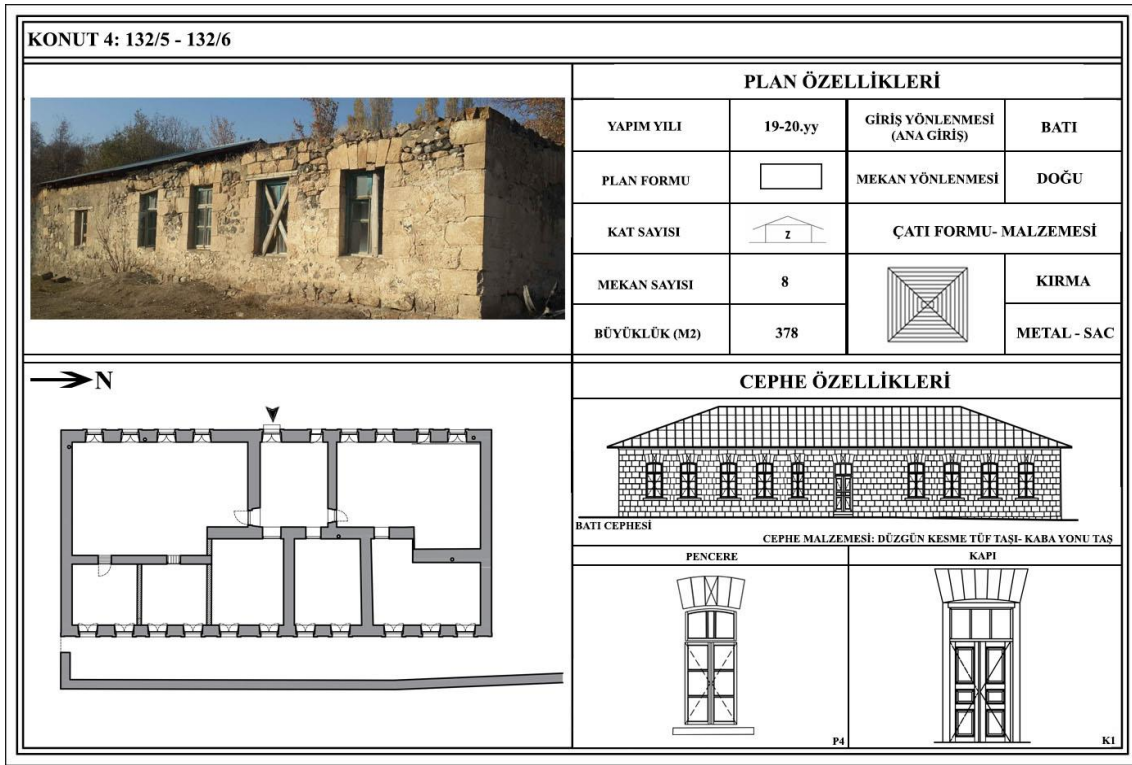 KONUT 4: 132/5 - 132/6
PLAN ÖZELLİKLERİ
YAPIM YILI
19-20.yy
GİRİŞ YÖNLENMESİ
(ANA GİRİŞ)
BATI
PLAN FORMU
MEKAN YÖNLENMESİ
DOĞU
KAT SAYISI
Z
ÇATI FORMU- MALZEMESİ
MEKAN SAYISI
8
KIRMA
BÜYÜKLÜK (M2)
378
METAL - SAC
N
CEPHE ÖZELLİKLERİ
BATI CEPHESİ
CEPHE MALZEMESİ: DÜZGÜN KESME TÜF TAŞI- KABA YONU TAŞ
PENCERE
KAPI
P4
K1